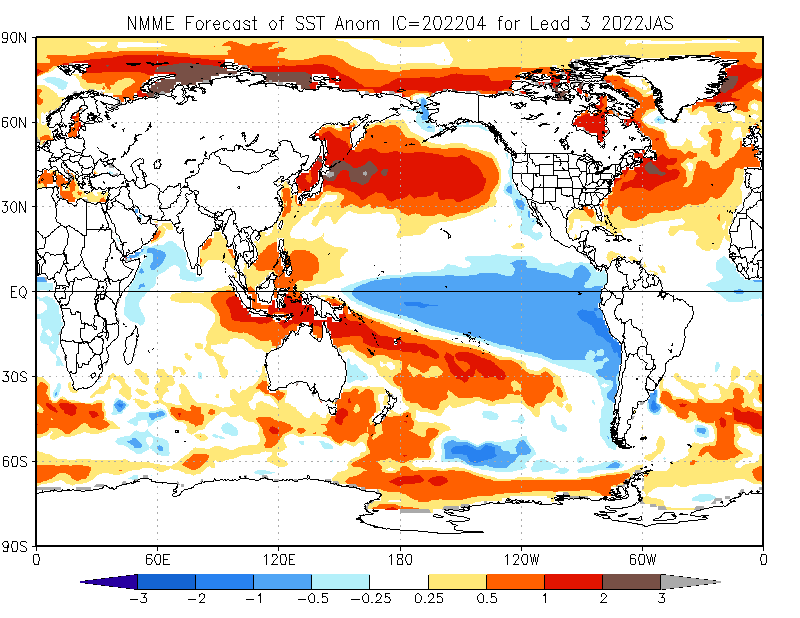 NMME Forecast of SST Anom IC=202204 for Lead 3 2022JAS
90N
60N
30N
EQ
30S
60S
90S
0 60E 120E 180 120W 60W 0
-3 -2 -1 -0.5 -0.25 0.25 0.5 1 2 3